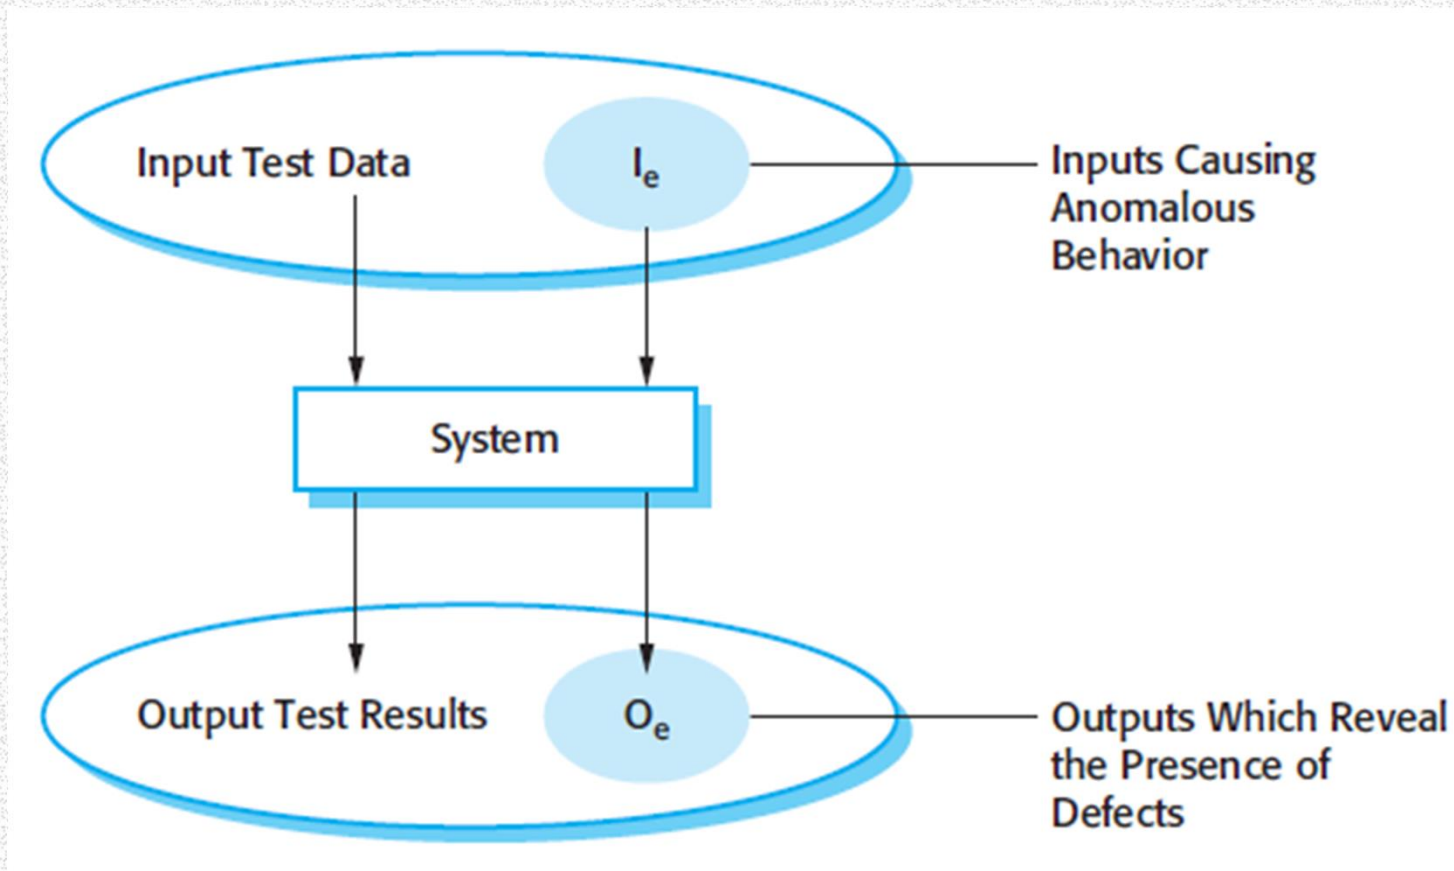 Input Test Data
Ie
Inputs Causing
Anomalous
Behavior
System
Output Test Results
Oe
Outputs Which Reveal
the Presence of
Defects